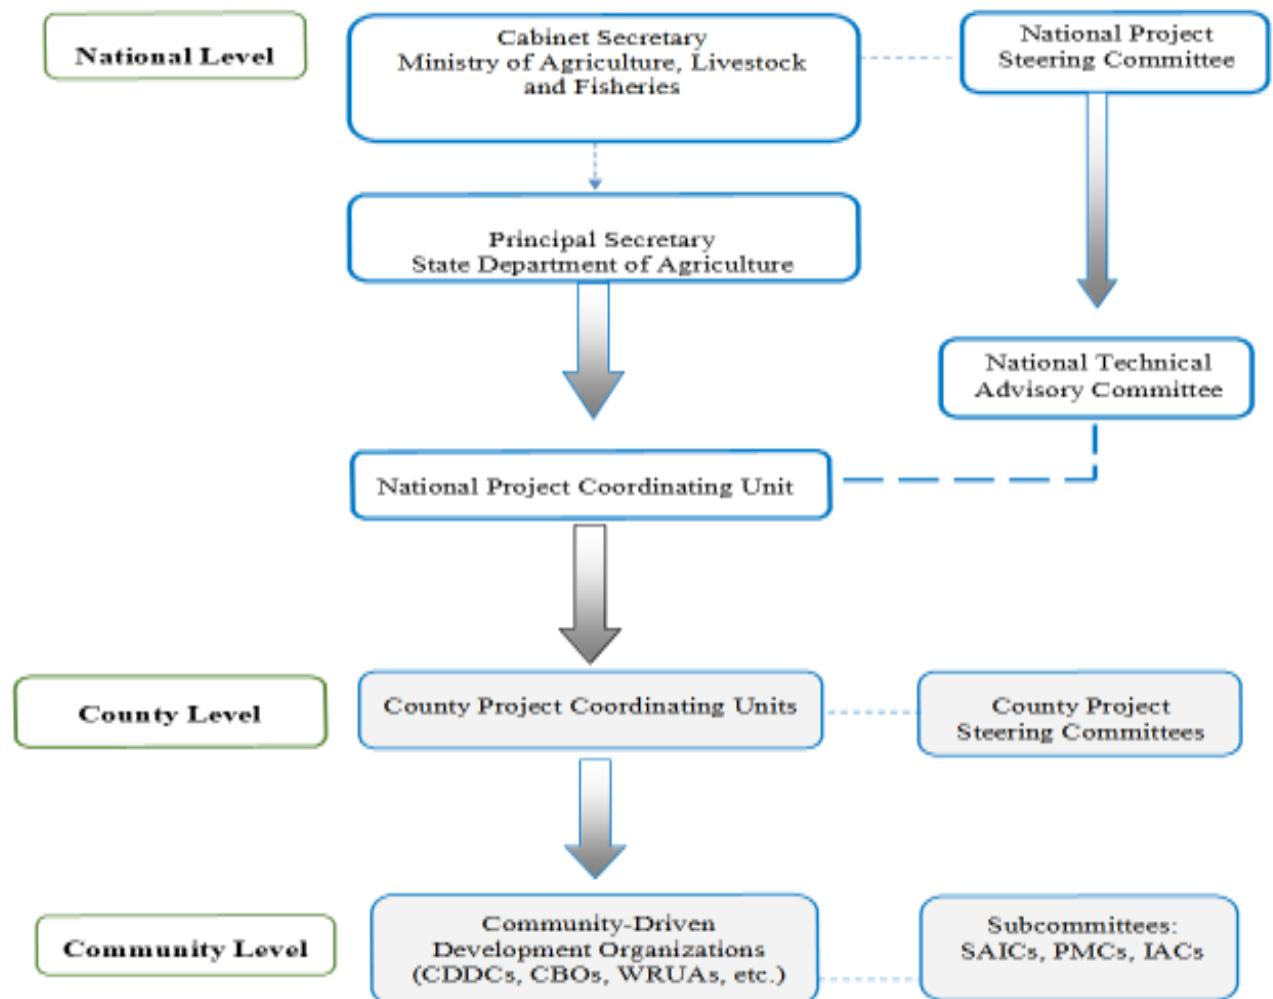 National Level
Cabinet Secretary
Ministry of Agriculture, Livestock
and Fisheries
National Project
Steering Committee
Principal Secretary
State Department of Agriculture
National Technical
Advisory Committee
National Project Coordinating Unit
County Level
County Project Coordinating Units
County Project
Steering Committees
Community Level
Community-Driven
Development Organizations
(CDDCs, CBOs, WRUAs, etc.)
Subcommittees:
SAICs, PMCs, IACs